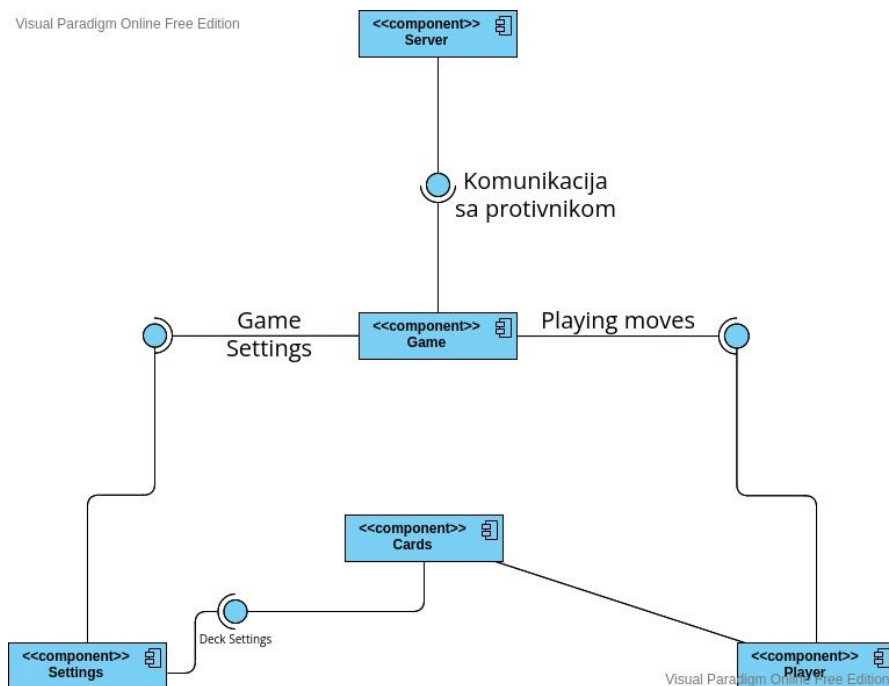 Visual Paradigm Online Free Edition
<<component>>
Server
Komunikacija
sa protivnikom
Game
Settings
<<component>>
Game
Playing moves
<<component>>
Cards
Deck Settings
<<component>>
Settings
<<component>>
Player
Visual Paradigm Online Free Edition